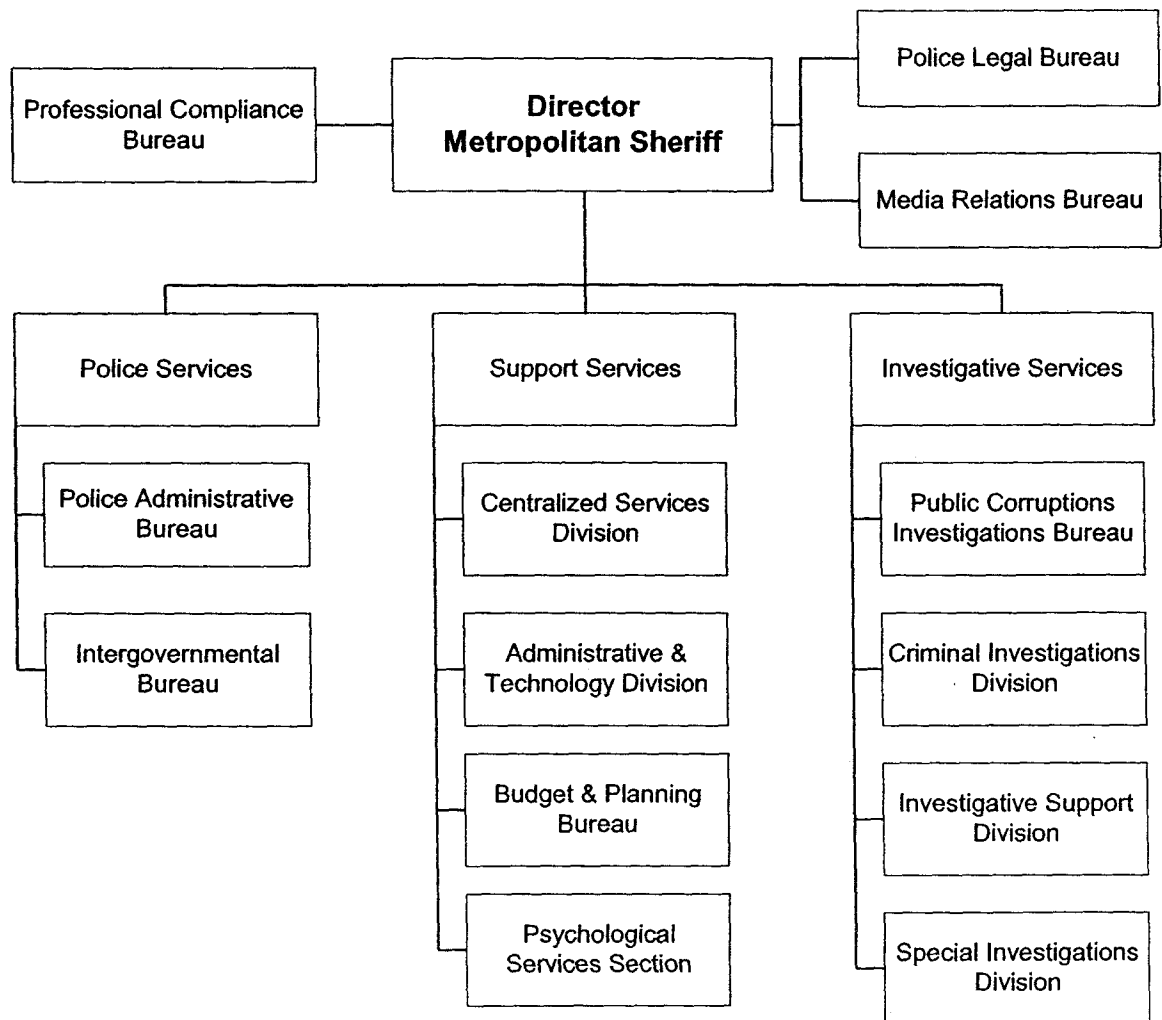 Professional Compliance
Bureau
Director
Metropolitan Sheriff
Police Legal Bureau
Media Relations Bureau
Police Services
Police Administrative
Bureau
Intergovernmental
Bureau
Support Services
Centralized Services
Division
Administrative &
Technology Division
Budget & Planning
Bureau
Psychological
Services Section
Investigative Services
Public Corruptions
Investigations Bureau
Criminal Investigations
Division
Investigative Support
Division
Special Investigations
Division